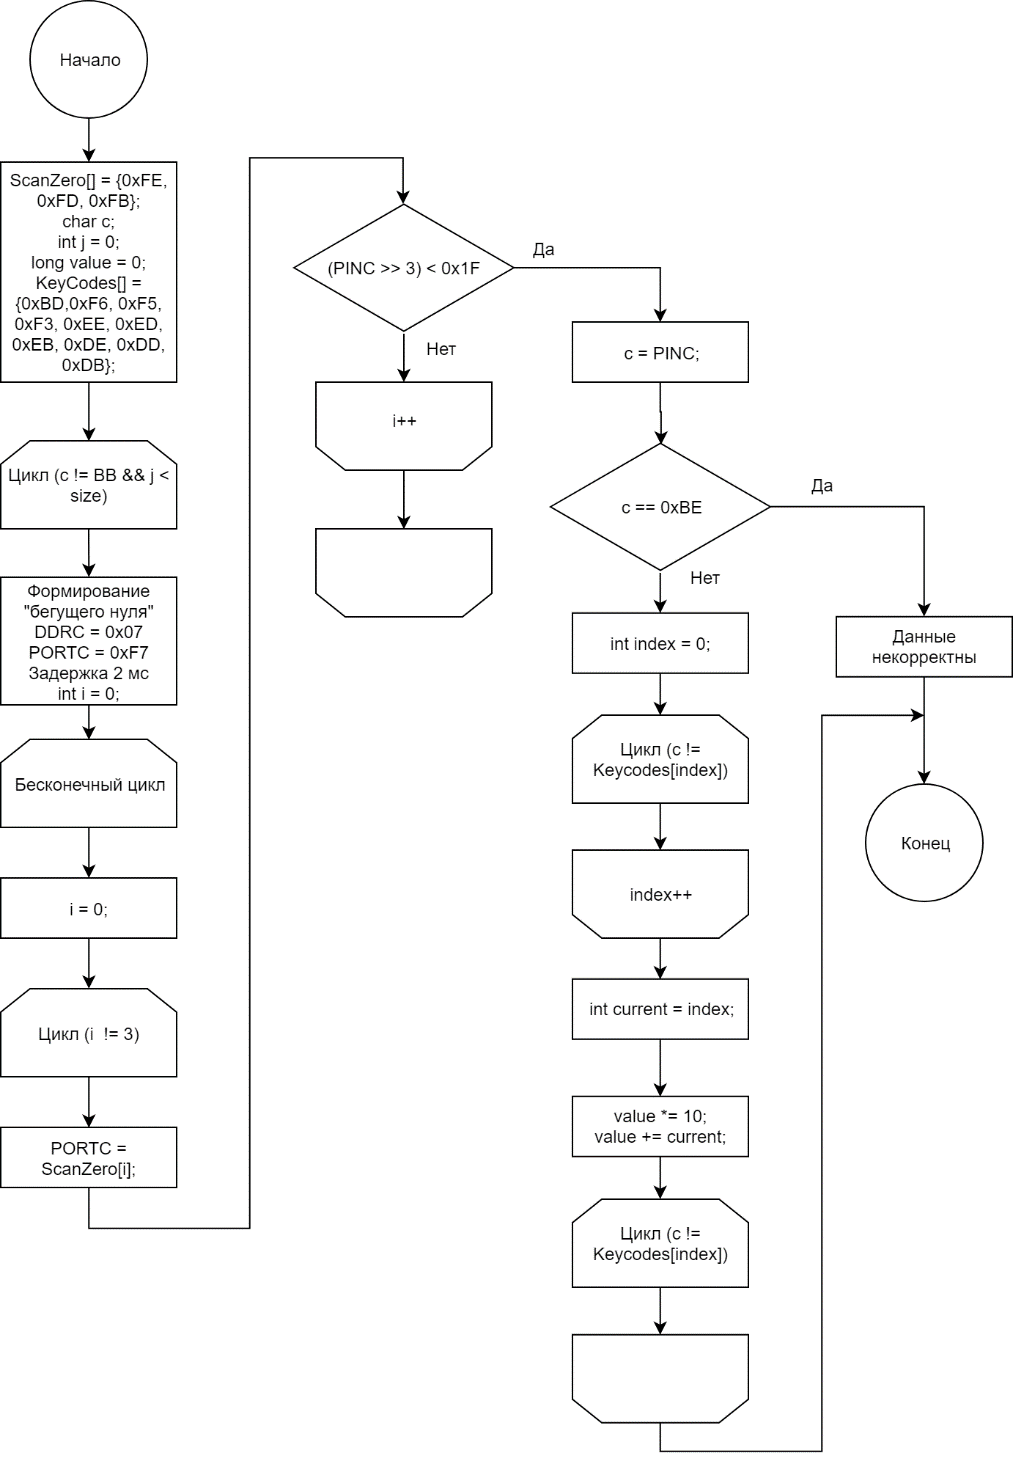 Начало
ScanZero[] = {0xFE,
0xFD, 0xFB};
char c;
int j = 0;
long value = 0;
KeyCodes[] =
{0xBD,0xF6, 0xF5,
0xF3, 0xEE, 0xED,
0xEB, 0xDE, 0xDD,
0xDB};
Цикл (c != BB && j <
size)
Формирование
"бегущего нуля"
DDRC = 0x07
PORTC = 0xF7
Задержка 2 мс
int i = 0;
Бесконечный цикл
i = 0;
Цикл (i != 3)
PORTC =
ScanZero[i];
(PINC >> 3) < 0x1F
Да
Нет
i++
c = PINC;
c == 0xBE
Да
Нет
int index = 0;
Цикл (c !=
Keycodes[index])
index++
int current = index;
value *= 10;
value += current;
Цикл (c !=
Keycodes[index])
Данные
некорректны
Конец